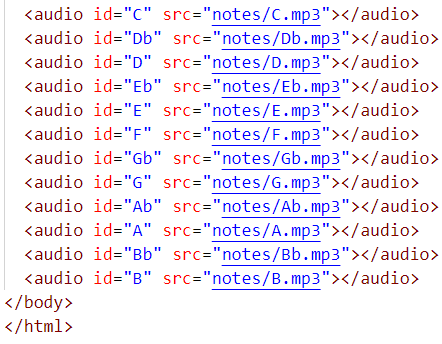 <audio id="C" src="notes/C.mp3"></audio>
<audio id="Db" src="notes/Db.mp3"></audio>
<audio id="D" src="notes/D.mp3"></audio>
<audio id="Eb" src="notes/Eb.mp3"></audio>
<audio id="E" src="notes/E.mp3"></audio>
<audio id="F" src="notes/F.mp3"></audio>
<audio id="Gb" src="notes/Gb.mp3"></audio>
<audio id="G" src="notes/G.mp3"></audio>
<audio id="Ab" src="notes/Ab.mp3"></audio>
<audio id="A" src="notes/A.mp3"></audio>
<audio id="Bb" src="notes/Bb.mp3"></audio>
<audio id="B" src="notes/B.mp3"></audio>
</body>
</html>